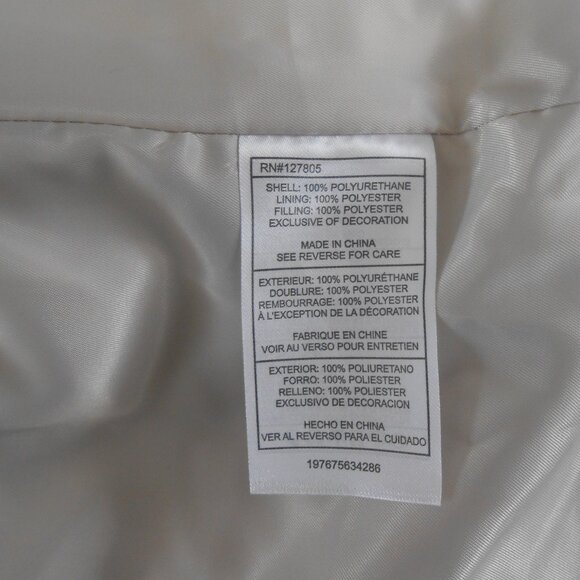 RN#127805
SHELL: 100% POLYURETHANE
LINING: 100% POLYESTER
FILLING: 100% POLYESTER
EXCLUSIVE OF DECORATION
MADE IN CHINA
SEE REVERSE FOR CARE
EXTERIEUR: 100% POLYURÉTHANE
DOUBLURE: 100% POLYESTER
REMBOURRAGE: 100% POLYESTER
À L'EXCEPTION DE LA DÉCORATION
FABRIQUE EN CHINE
VOIR AU VERSO POUR ENTRETIEN
EXTERIOR: 100% POLIURETANO
FORRO: 100% POLIESTER
RELLENO: 100% POLIESTER
EXCLUSIVO DE DECORACION
HECHO EN CHINA
VER AL REVERSO PARA EL CUIDADO
197675634286